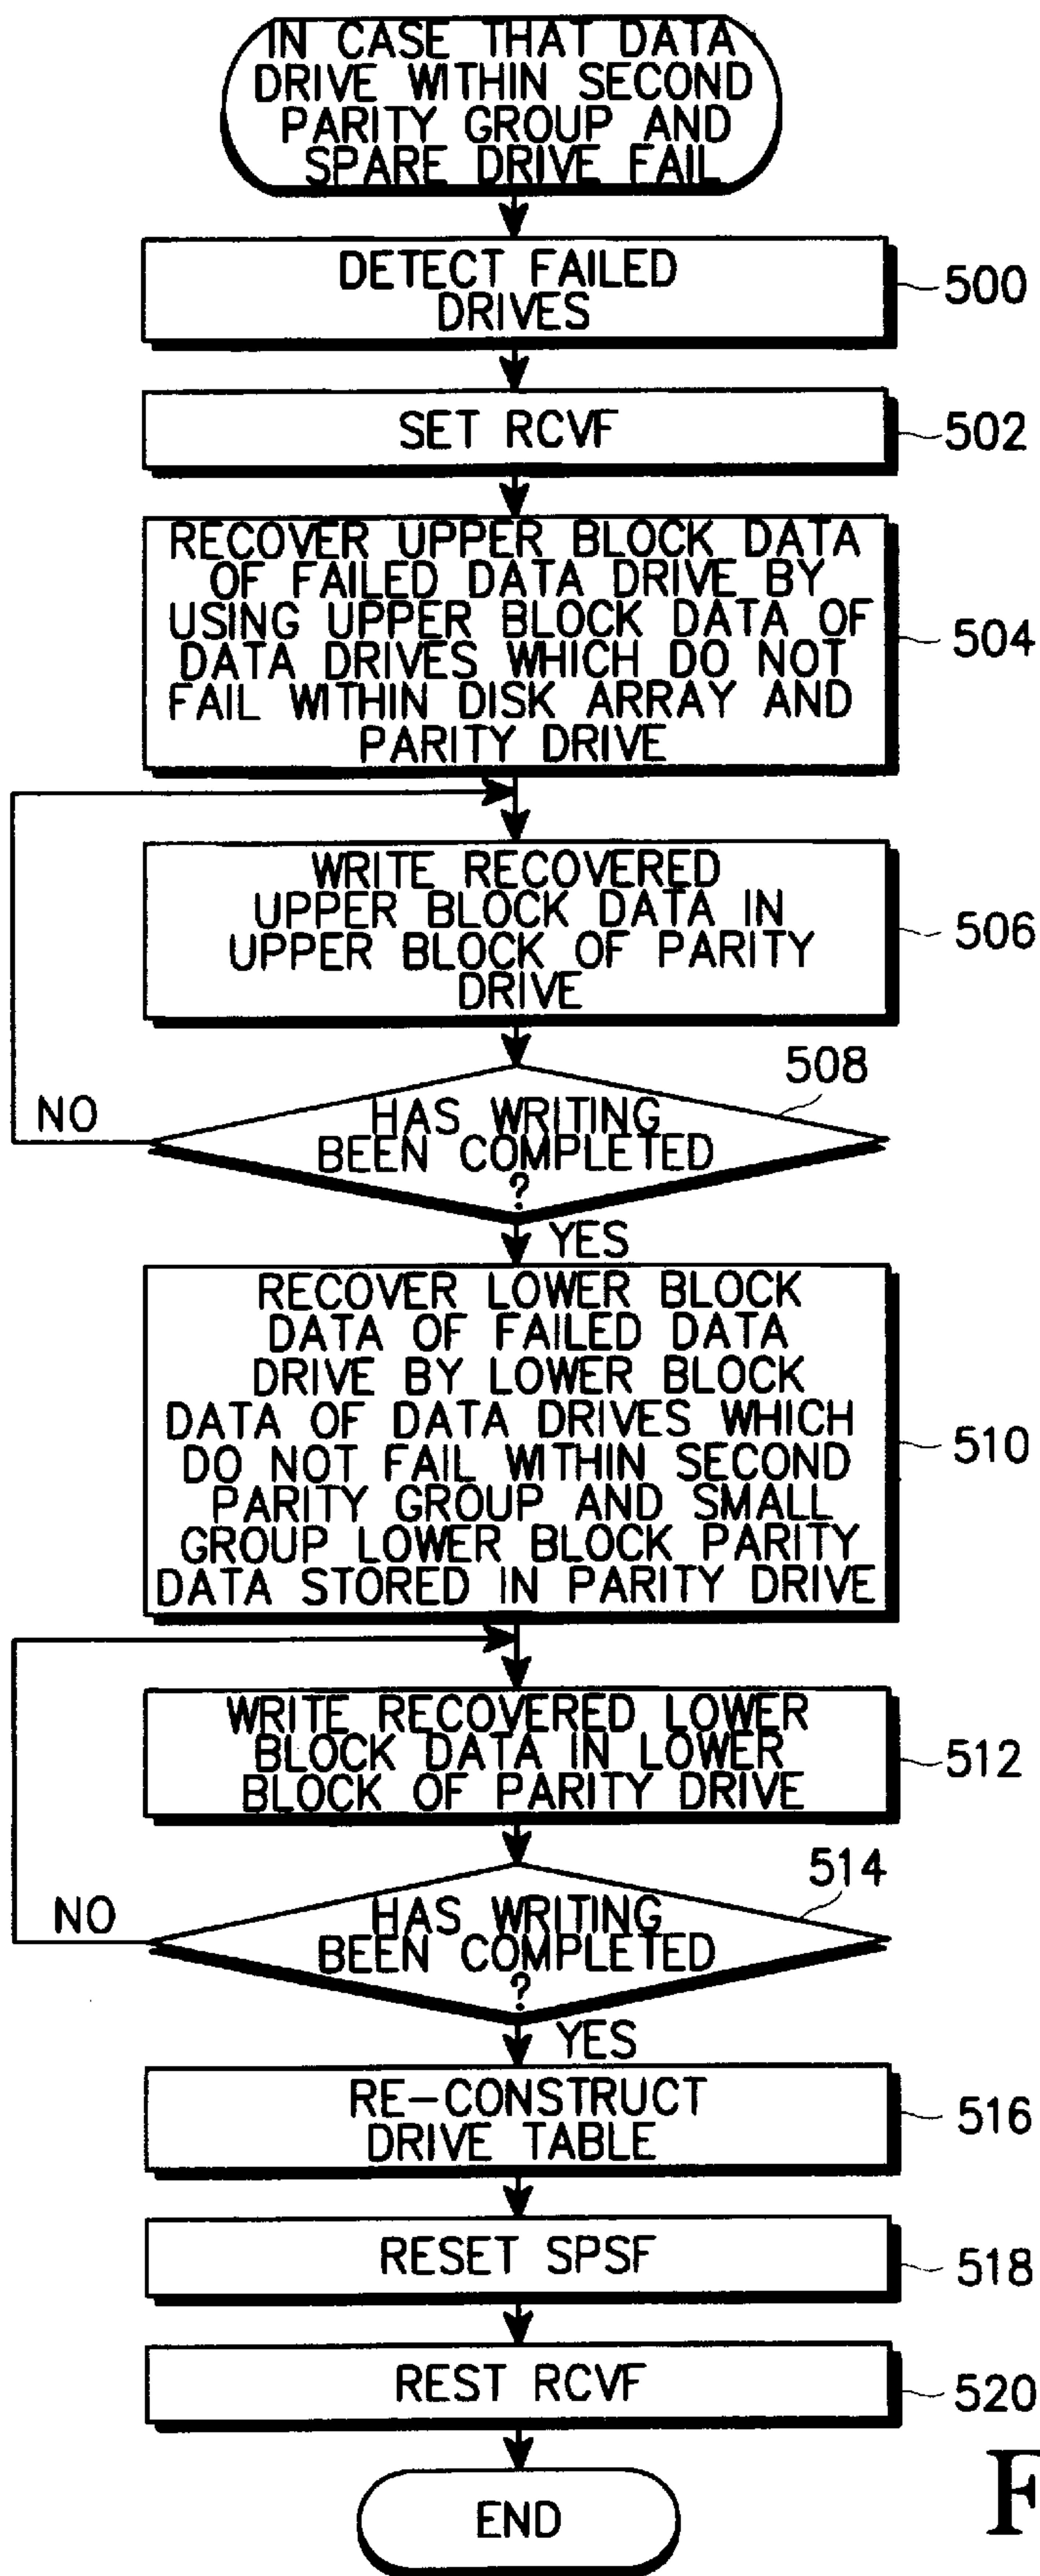 IN CASE THAT DATA
DRIVE WITHIN SECOND
PARITY GROUP AND
SPARE DRIVE FAIL
DETECT FAILED
DRIVES
500
SET RCVF
502
RECOVER UPPER BLOCK DATA
OF FAILED DATA DRIVE BY
USING UPPER BLOCK DATA OF
DATA DRIVES WHICH DO NOT
FAIL WITHIN DISK ARRAY AND
PARITY DRIVE
504
WRITE RECOVERED
UPPER BLOCK DATA IN
UPPER BLOCK OF PARITY
DRIVE
506
508
HAS WRITING
BEEN COMPLETED
?
NO
YES
RECOVER LOWER BLOCK
DATA OF FAILED DATA
DRIVE BY LOWER BLOCK
DATA OF DATA DRIVES WHICH
DO NOT FAIL WITHIN SECOND
PARITY GROUP AND SMALL
GROUP LOWER BLOCK PARITY
DATA STORED IN PARITY DRIVE
510
WRITE RECOVERED LOWER
BLOCK DATA IN LOWER
BLOCK OF PARITY DRIVE
512
514
HAS WRITING
BEEN COMPLETED
?
NO
YES
RE-CONSTRUCT
DRIVE TABLE
516
RESET SPSF
518
REST RCVF
520
END
F